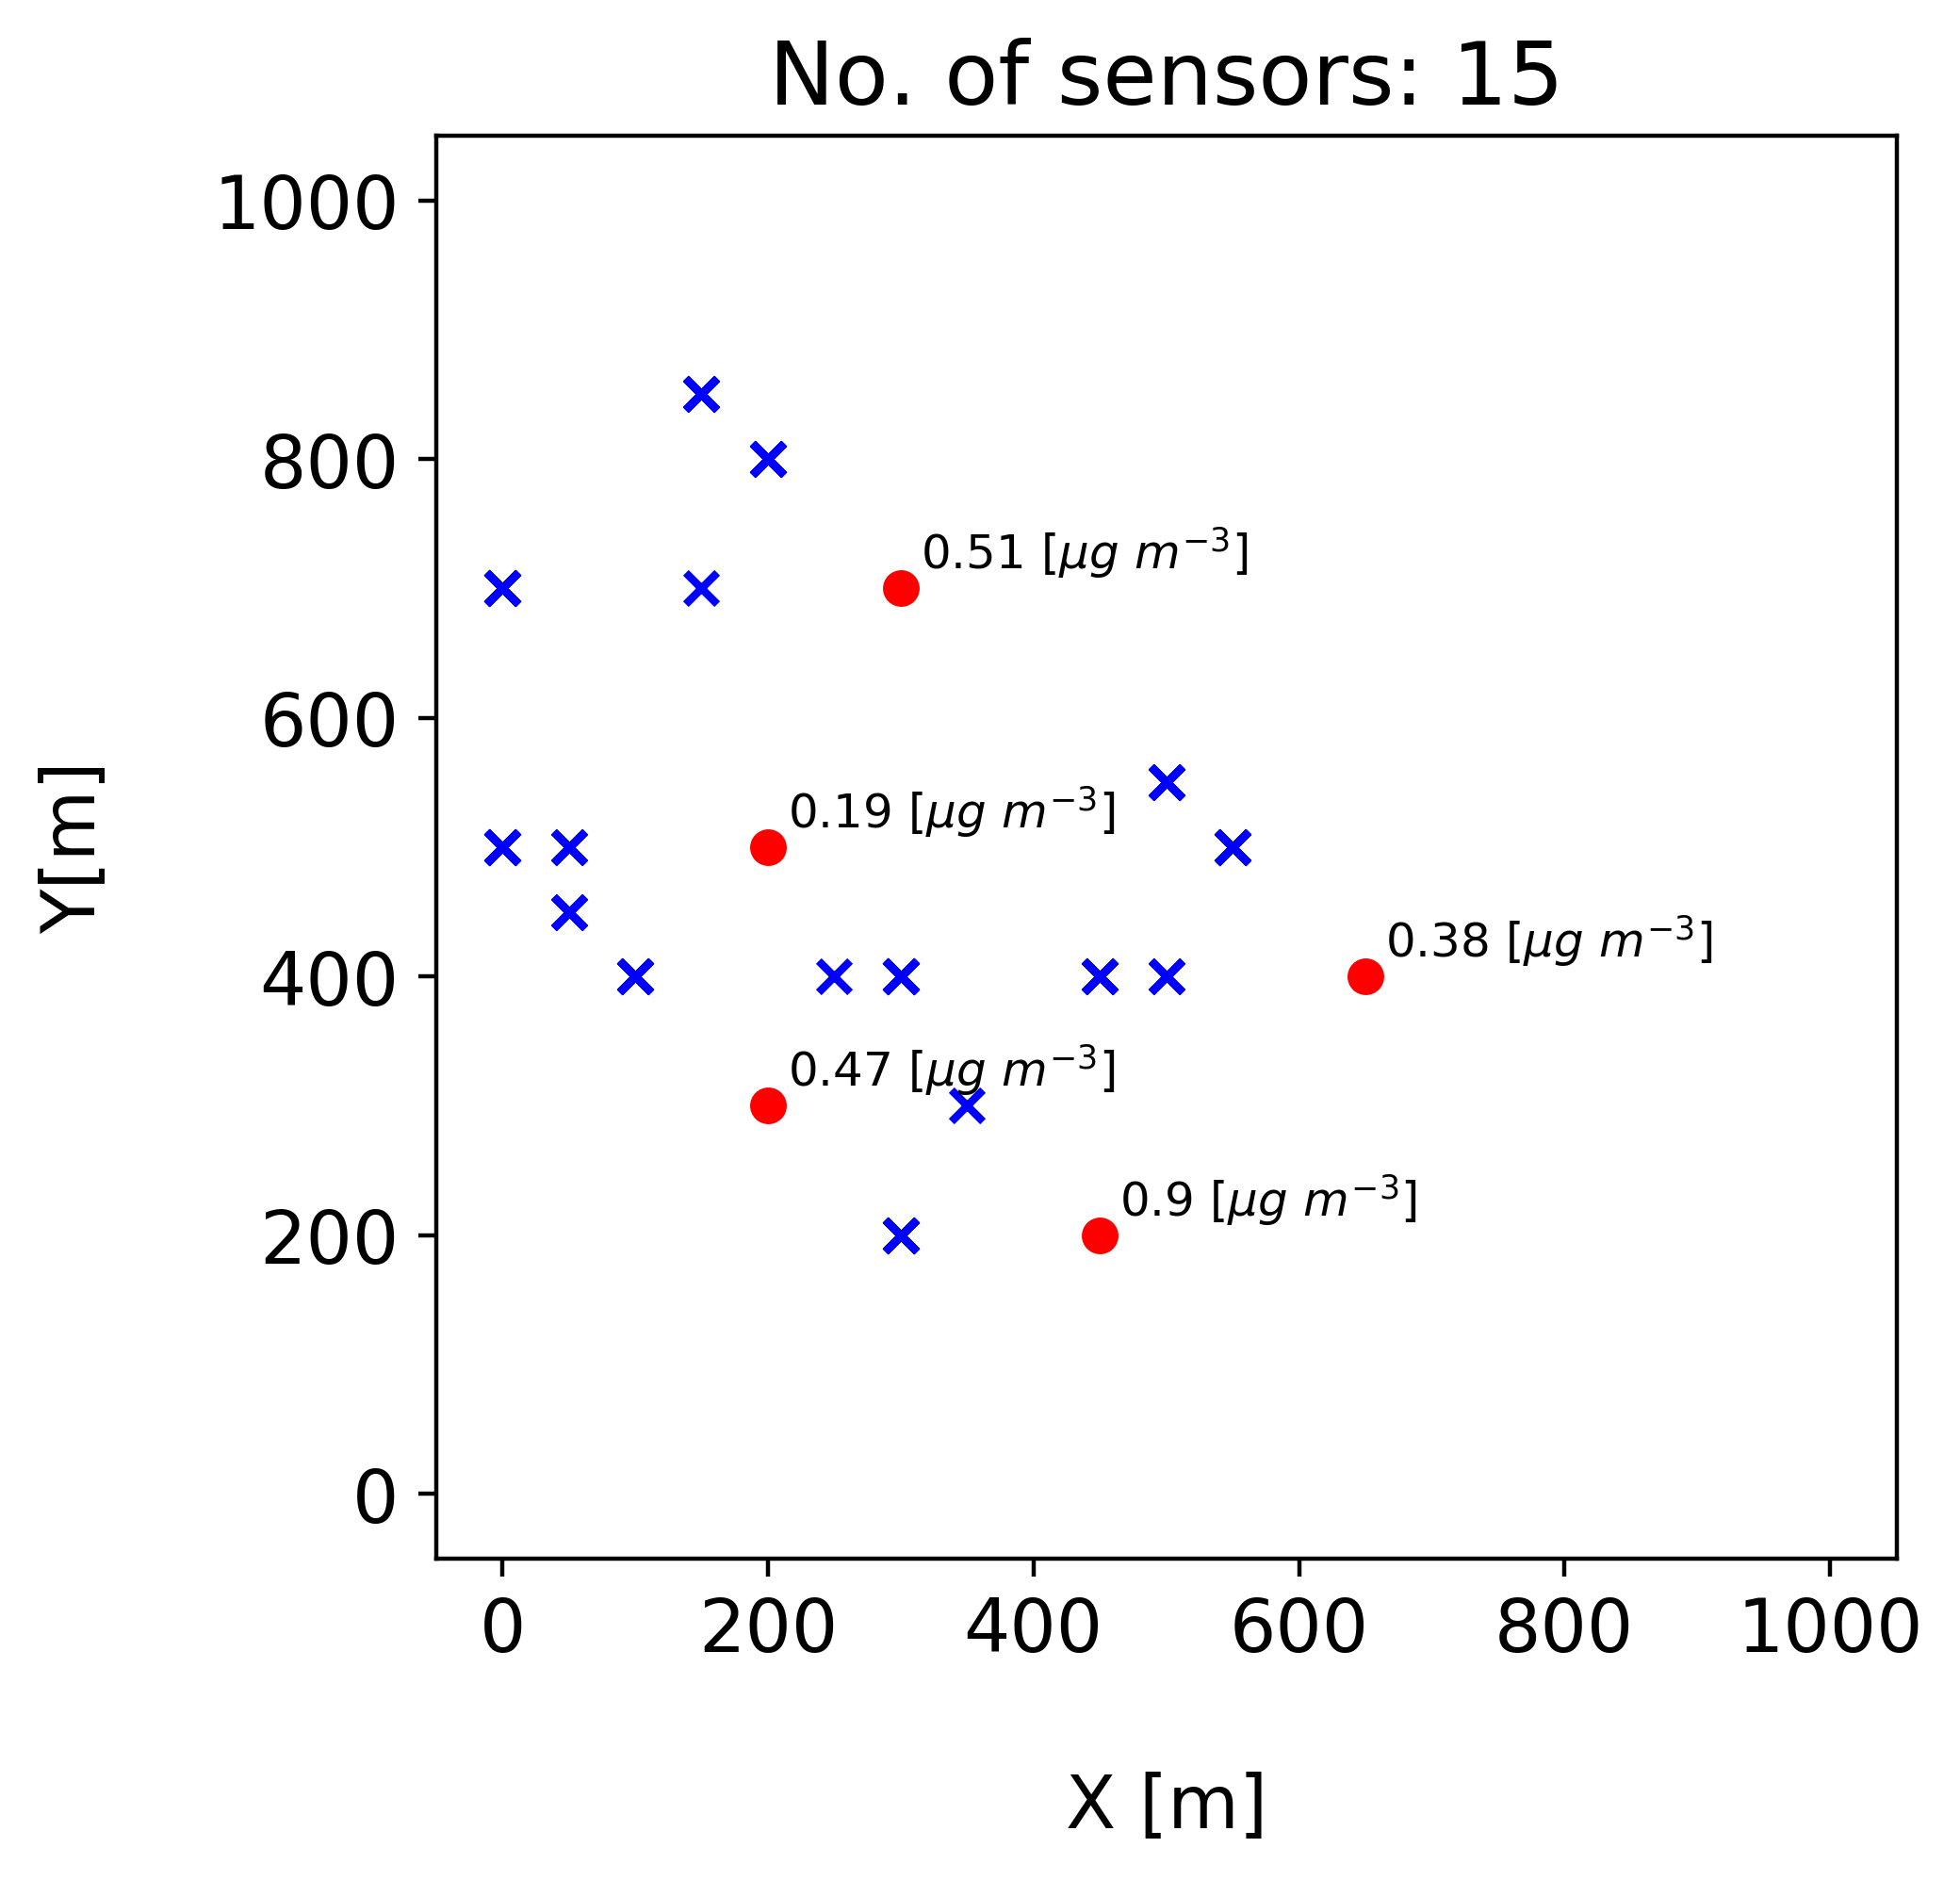 No. of sensors: 15
1000
800
600
400
200
0
Y[m]
0.51 [μg m⁻³]
0.19 [μg m⁻³]
0.38 [μg m⁻³]
0.47 [μg m⁻³]
0.9 [μg m⁻³]
0 200 400 600 800 1000
X [m]